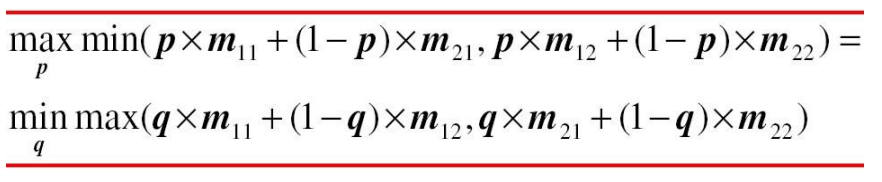 max min(p×m₁₁+(1−p)×m₂₁,p×m₁₂+(1−p)×m₂₂)=
p
min max(q×m₁₁+(1−q)×m₁₂,q×m₂₁+(1−q)×m₂₂)
q